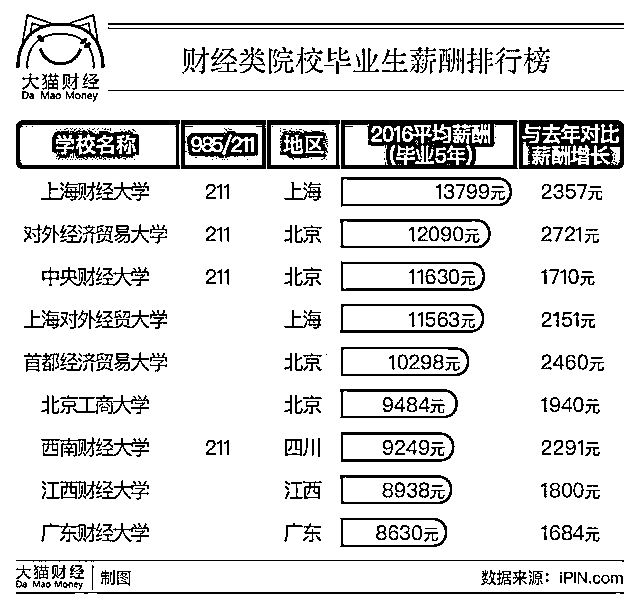 大猫财经
Da Mao Money
财经类院校毕业生薪酬排行榜
学校名称 985/211 地区 2016平均薪酬(毕业5年) 与去年对比(薪酬增长)
上海财经大学 211 上海 13799元 2357元
对外经济贸易大学 211 北京 12090元 2721元
中央财经大学 211 北京 11630元 1710元
上海对外经贸大学 上海 11563元 2151元
首都经济贸易大学 北京 10298元 2460元
北京工商大学 北京 9484元 1940元
西南财经大学 211 四川 9249元 2291元
江西财经大学 江西 8938元 1800元
广东财经大学 广东 8630元 1684元
大猫财经 制图 数据来源：iPIN.com
Da Mao Money